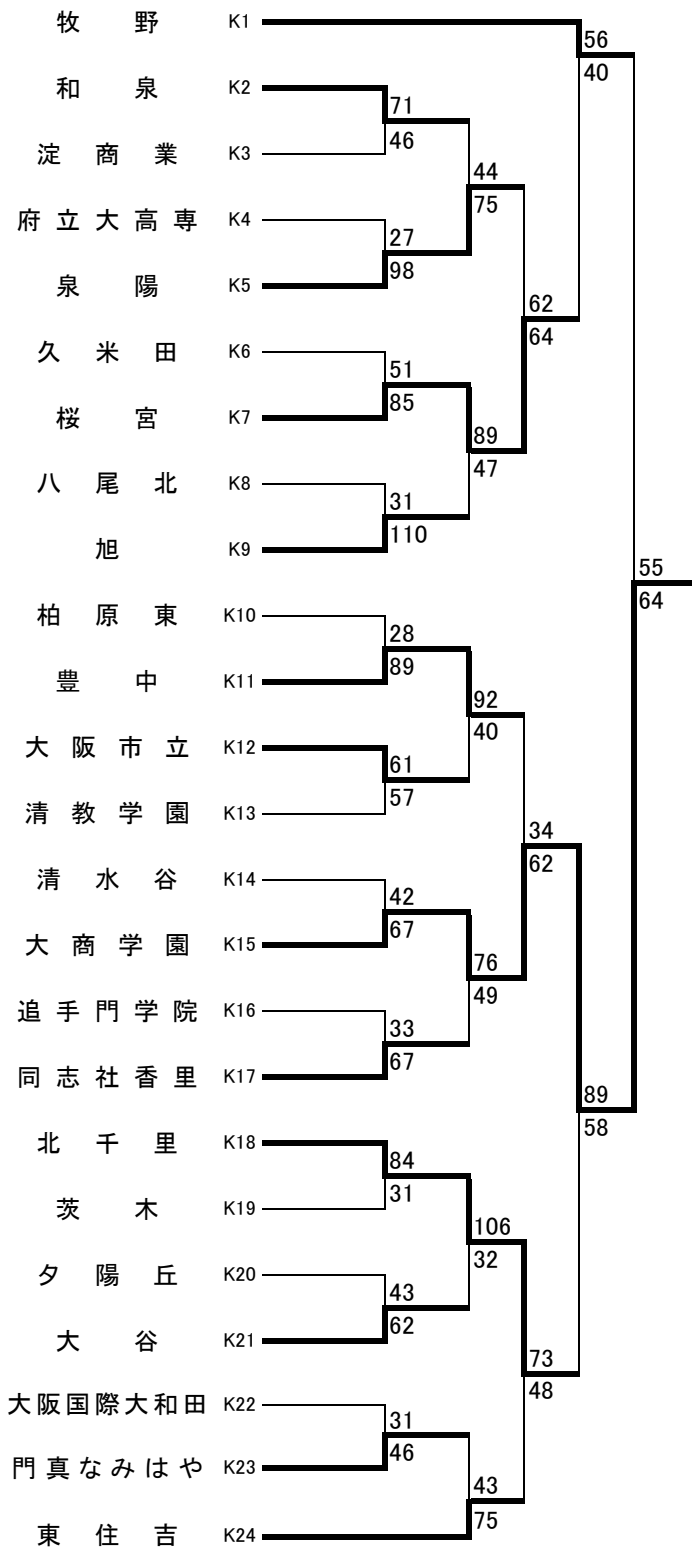 牧野 K1
56
40
和泉 K2
71
46
淀商業 K3
44
75
府立大高専 K4
27
98
泉陽 K5
62
64
久米田 K6
51
85
桜宮 K7
89
47
八尾北 K8
31
110
旭 K9
55
64
柏原東 K10
28
89
豊中 K11
92
40
大阪市立 K12
61
57
清教学園 K13
34
62
清水谷 K14
42
67
大商学園 K15
76
49
追手門学院 K16
33
67
同志社香里 K17
89
58
北千里 K18
84
31
茨木 K19
106
32
夕陽丘 K20
43
62
大谷 K21
73
48
大阪国際大和田 K22
31
46
門真なみはや K23
43
75
東住吉 K24